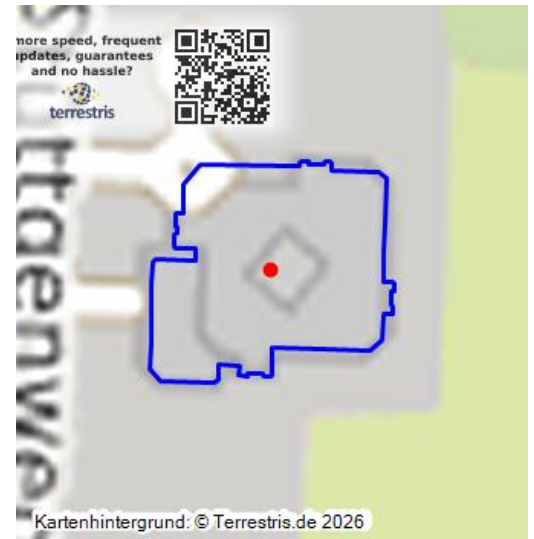 more speed, frequent
updates, guarantees
and no hassle?
terrestris
Kartenhintergrund: © Terrestris.de 2026